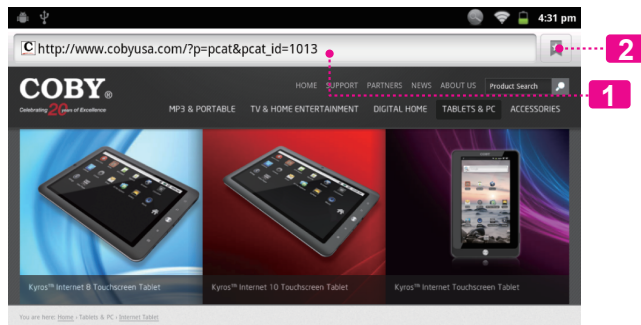 4:31 pm
C http://www.cobyusa.com/?p=pcat&pcat_id=1013
2
COBY®
Celebrating 20 years of Excellence
HOME SUPPORT PARTNERS NEWS ABOUT US Product Search
1
MP3 & PORTABLE TV & HOME ENTERTAINMENT DIGITAL HOME TABLETS & PC ACCESSORIES
Kyros™ Internet 8 Touchscreen Tablet
Kyros™ Internet 10 Touchscreen Tablet
Kyros™ Internet Touchscreen Tablet
You are here: Home › Tablets & PC › Internet Tablet